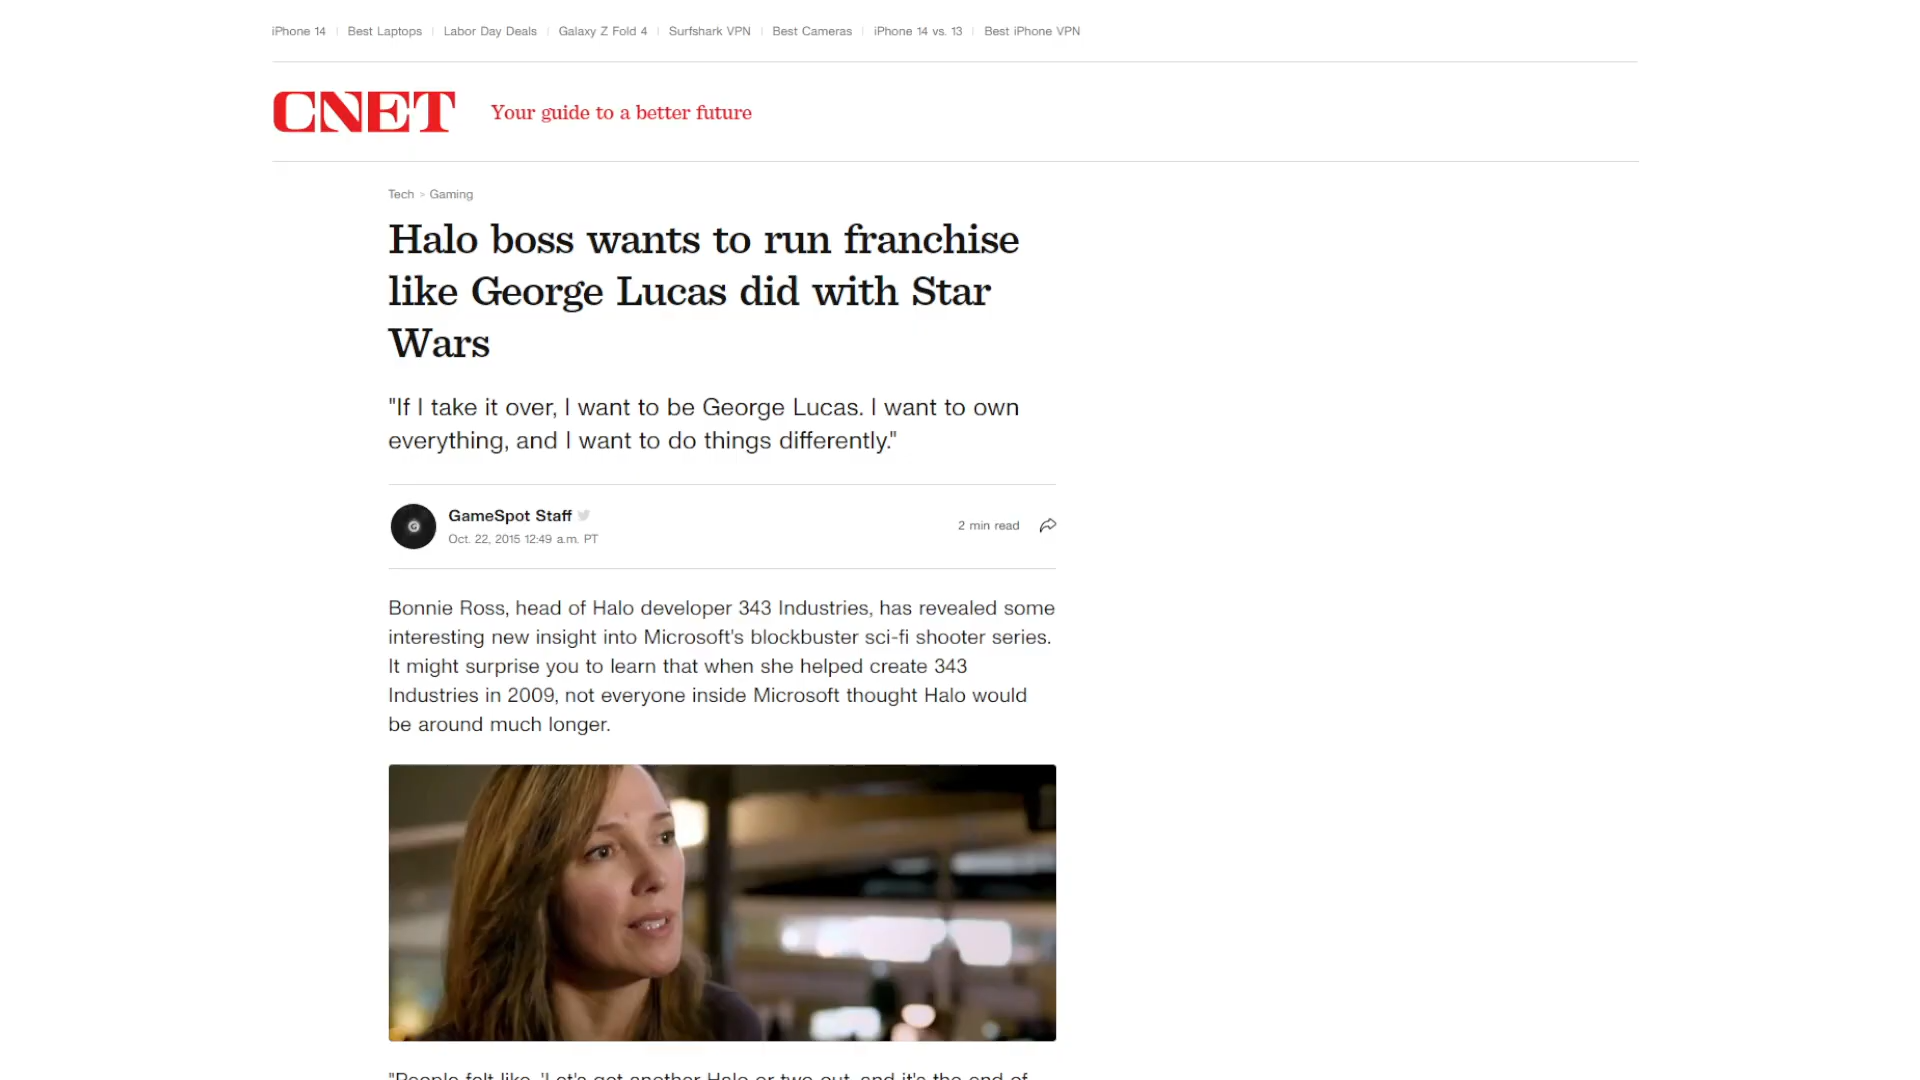 iPhone 14 | Best Laptops | Labor Day Deals | Galaxy Z Fold 4 | Surfshark VPN | Best Cameras | iPhone 14 vs. 13 | Best iPhone VPN
CNET Your guide to a better future
Tech > Gaming
Halo boss wants to run franchise
like George Lucas did with Star
Wars
"If I take it over, I want to be George Lucas. I want to own
everything, and I want to do things differently."
GameSpot Staff
2 min read
Oct. 22, 2015 12:49 a.m. PT
Bonnie Ross, head of Halo developer 343 Industries, has revealed some
interesting new insight into Microsoft's blockbuster sci-fi shooter series.
It might surprise you to learn that when she helped create 343
Industries in 2009, not everyone inside Microsoft thought Halo would
be around much longer.
"People felt like, 'Let's get another Halo or two out, and it's the end of